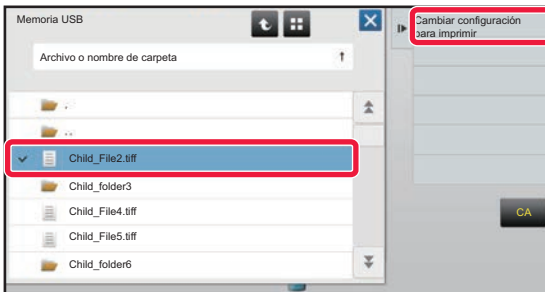 Memoria USB
Cambiar configuración
para imprimir
Archivo o nombre de carpeta
.
..
Child_File2.tiff
Child_folder3
Child_File4.tiff
Child_File5.tiff
Child_folder6
CA